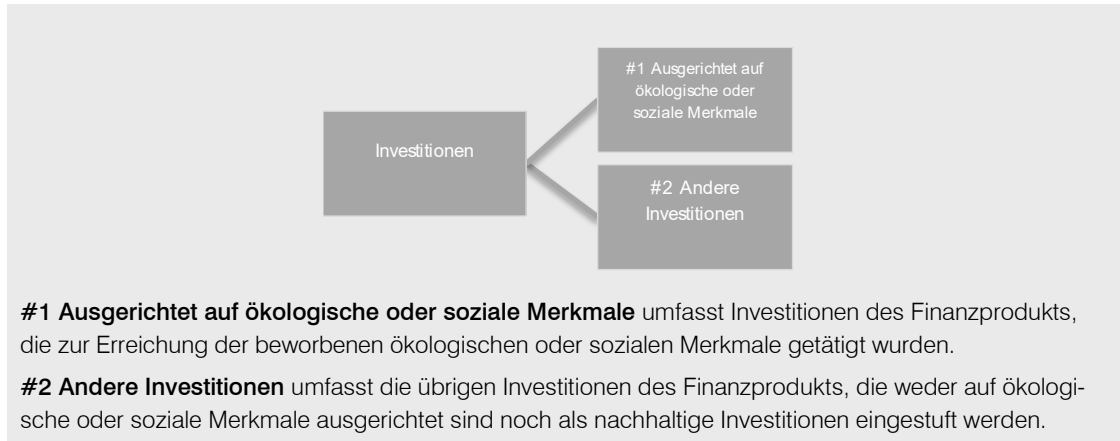 #1 Ausgerichtet auf
ökologische oder
soziale Merkmale
Investitionen
#2 Andere
Investitionen
#1 Ausgerichtet auf ökologische oder soziale Merkmale umfasst Investitionen des Finanzprodukts,
die zur Erreichung der beworbenen ökologischen oder sozialen Merkmale getätigt wurden.
#2 Andere Investitionen umfasst die übrigen Investitionen des Finanzprodukts, die weder auf ökologi-
sche oder soziale Merkmale ausgerichtet sind noch als nachhaltige Investitionen eingestuft werden.